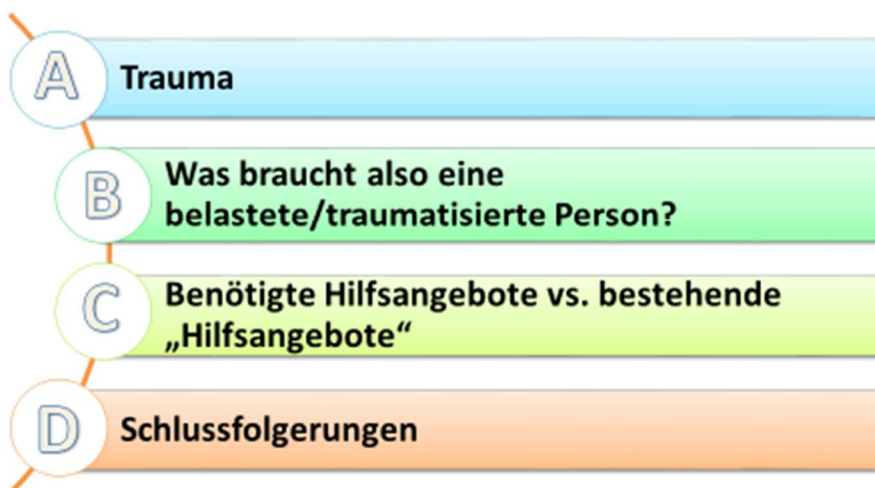 A Trauma
B Was braucht also eine
belastete/traumatisierte Person?
C Benötigte Hilfsangebote vs. bestehende
„Hilfsangebote“
D Schlussfolgerungen